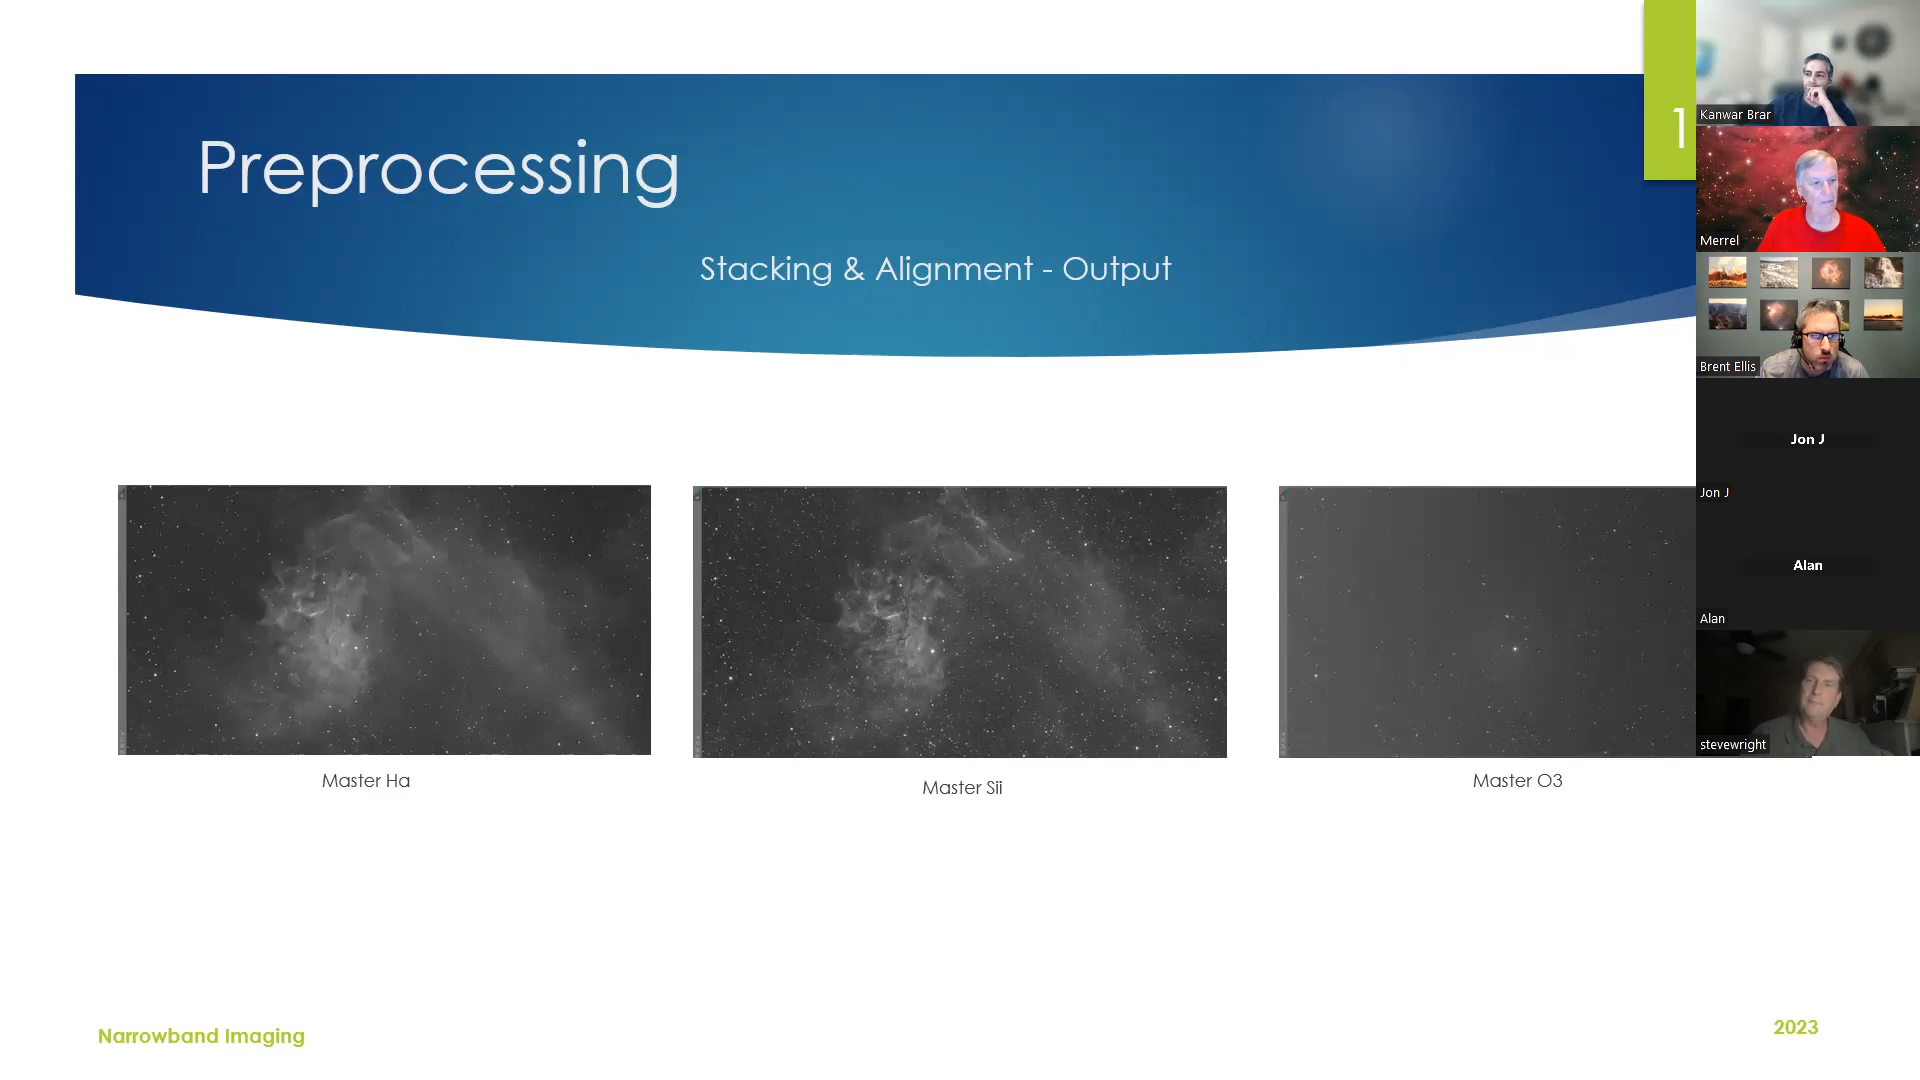 Preprocessing
Stacking & Alignment - Output
1
Master Ha
Master Sii
Master O3
Narrowband Imaging
2023
Kanwar Brar
Merrel
Brent Ellis
Jon J
Jon J
Alan
Alan
stevewright